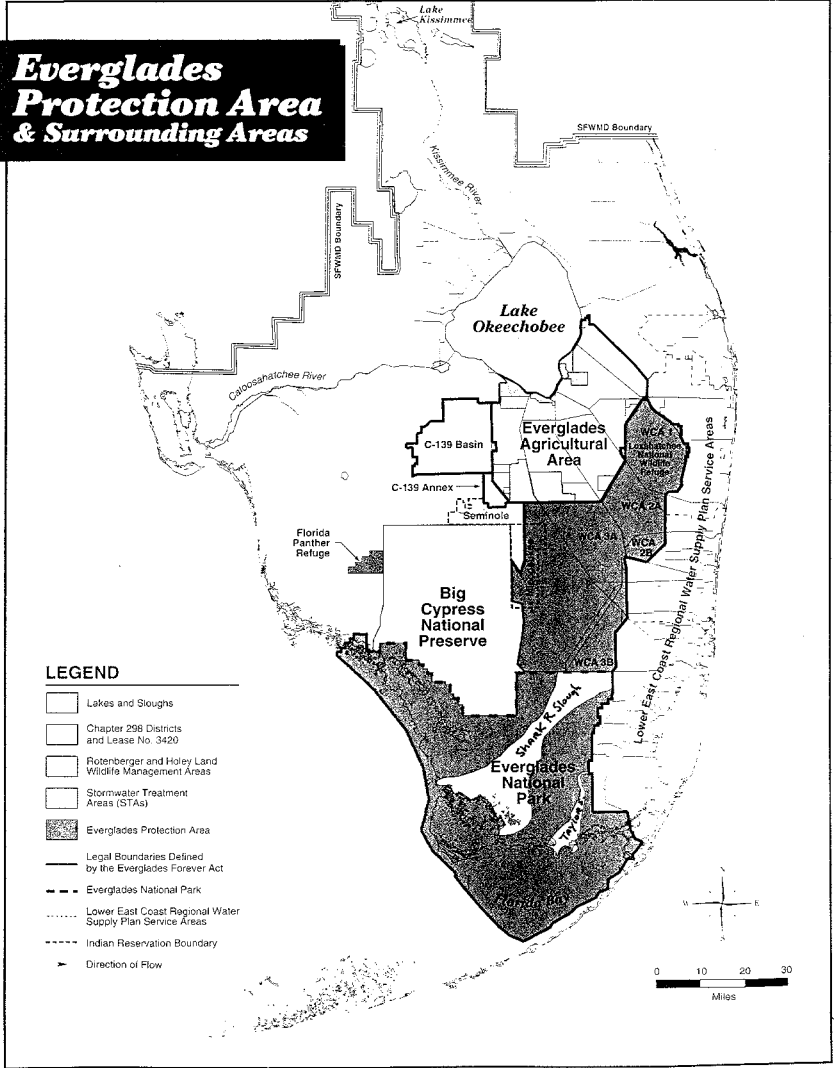 Everglades
Protection Area
& Surrounding Areas
Lake
Kissimmee
SFWMD Boundary
Kissimmee River
SFWMD Boundary
Lake
Okeechobee
Caloosahatchee River
C-139 Basin
Everglades
Agricultural
Area
WCA 1
Loxahatchee
National
Wildlife
Refuge
C-139 Annex
Seminole
WCA 2A
WCA 3A
WCA
2B
Florida
Panther
Refuge
Big
Cypress
National
Preserve
WCA 3B
Lower East Coast Regional Water Supply Plan Service Areas
Shark R. Slough
Everglades
National
Park
Taylor S
Florida Bay
LEGEND
Lakes and Sloughs
Chapter 298 Districts
and Lease No. 3420
Rotenberger and Holey Land
Wildlife Management Areas
Stormwater Treatment
Areas (STAs)
Everglades Protection Area
Legal Boundaries Defined
by the Everglades Forever Act
Everglades National Park
Lower East Coast Regional Water
Supply Plan Service Areas
Indian Reservation Boundary
Direction of Flow
N
W E
S
0 10 20 30
Miles